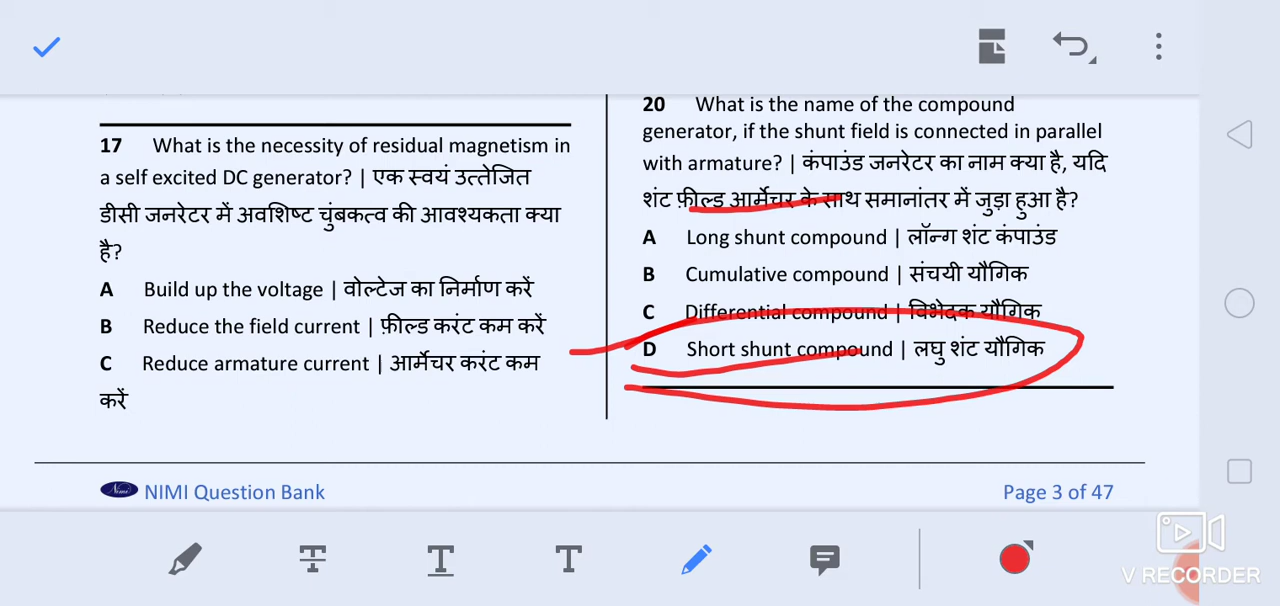 17 What is the necessity of residual magnetism in
a self excited DC generator? | एक स्वयं उत्तेजित
डीसी जनरेटर में अवशिष्ट चुंबकत्व की आवश्यकता क्या
है?
A Build up the voltage | वोल्टेज का निर्माण करें
B Reduce the field current | फ़ील्ड करंट कम करें
C Reduce armature current | आर्मेचर करंट कम
करें
20 What is the name of the compound
generator, if the shunt field is connected in parallel
with armature? | कंपाउंड जनरेटर का नाम क्या है, यदि
शंट फ़ील्ड आर्मेचर के साथ समानांतर में जुड़ा हुआ है?
A Long shunt compound | लॉन्ग शंट कंपाउंड
B Cumulative compound | संचयी यौगिक
C Differential compound | विभेदक यौगिक
D Short shunt compound | लघु शंट यौगिक
Nimi NIMI Question Bank
Page 3 of 47
T T T
V RECORDER